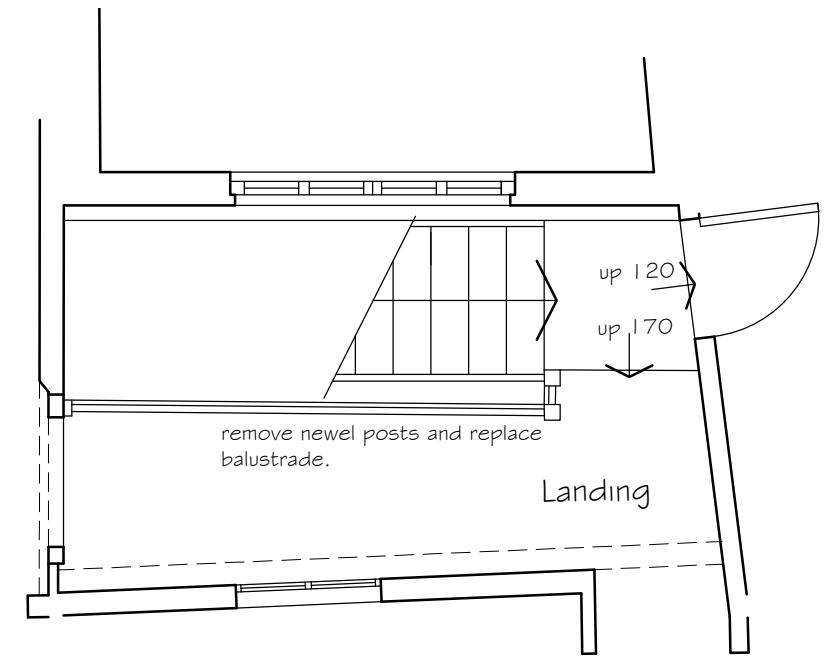 up 120
up 170
remove newel posts and replace
balustrade.
Landing